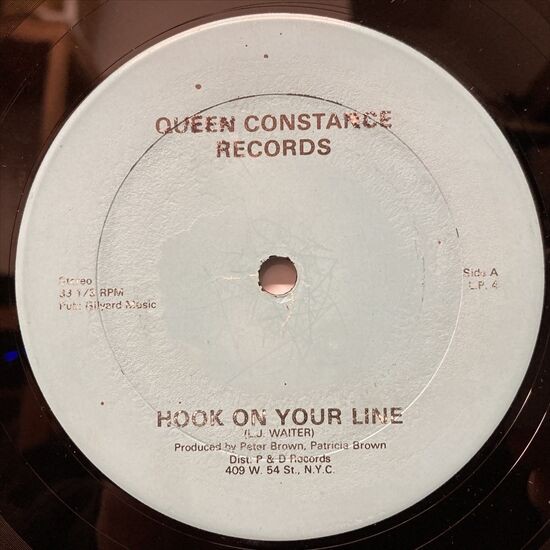 QUEEN CONSTANCE
RECORDS
Stereo
33 1/3 RPM
Pub: Gilyard Music
Side A
L.P. 4
HOOK ON YOUR LINE
(L.J. WAITER)
Produced by Peter Brown, Patricia Brown
Dist: P & D Records
409 W. 54 St., N.Y.C.